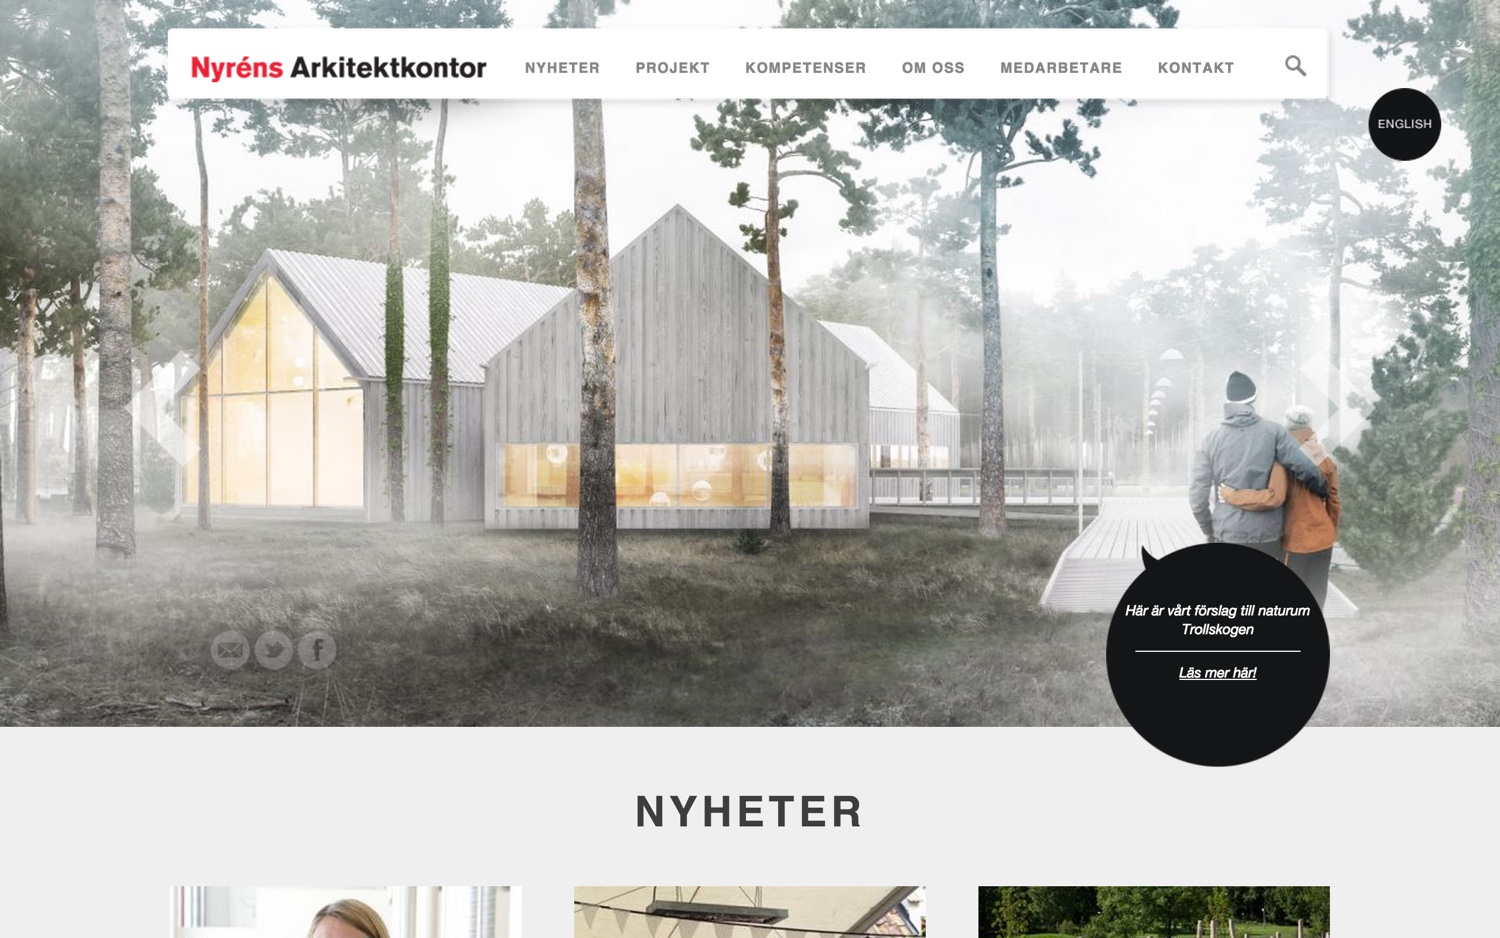 Nyréns Arkitektkontor
NYHETER
PROJEKT
KOMPETENSER
OM OSS
MEDARBETARE
KONTAKT
ENGLISH
Här är vårt förslag till naturum
Trollskogen
Läs mer här!
NYHETER